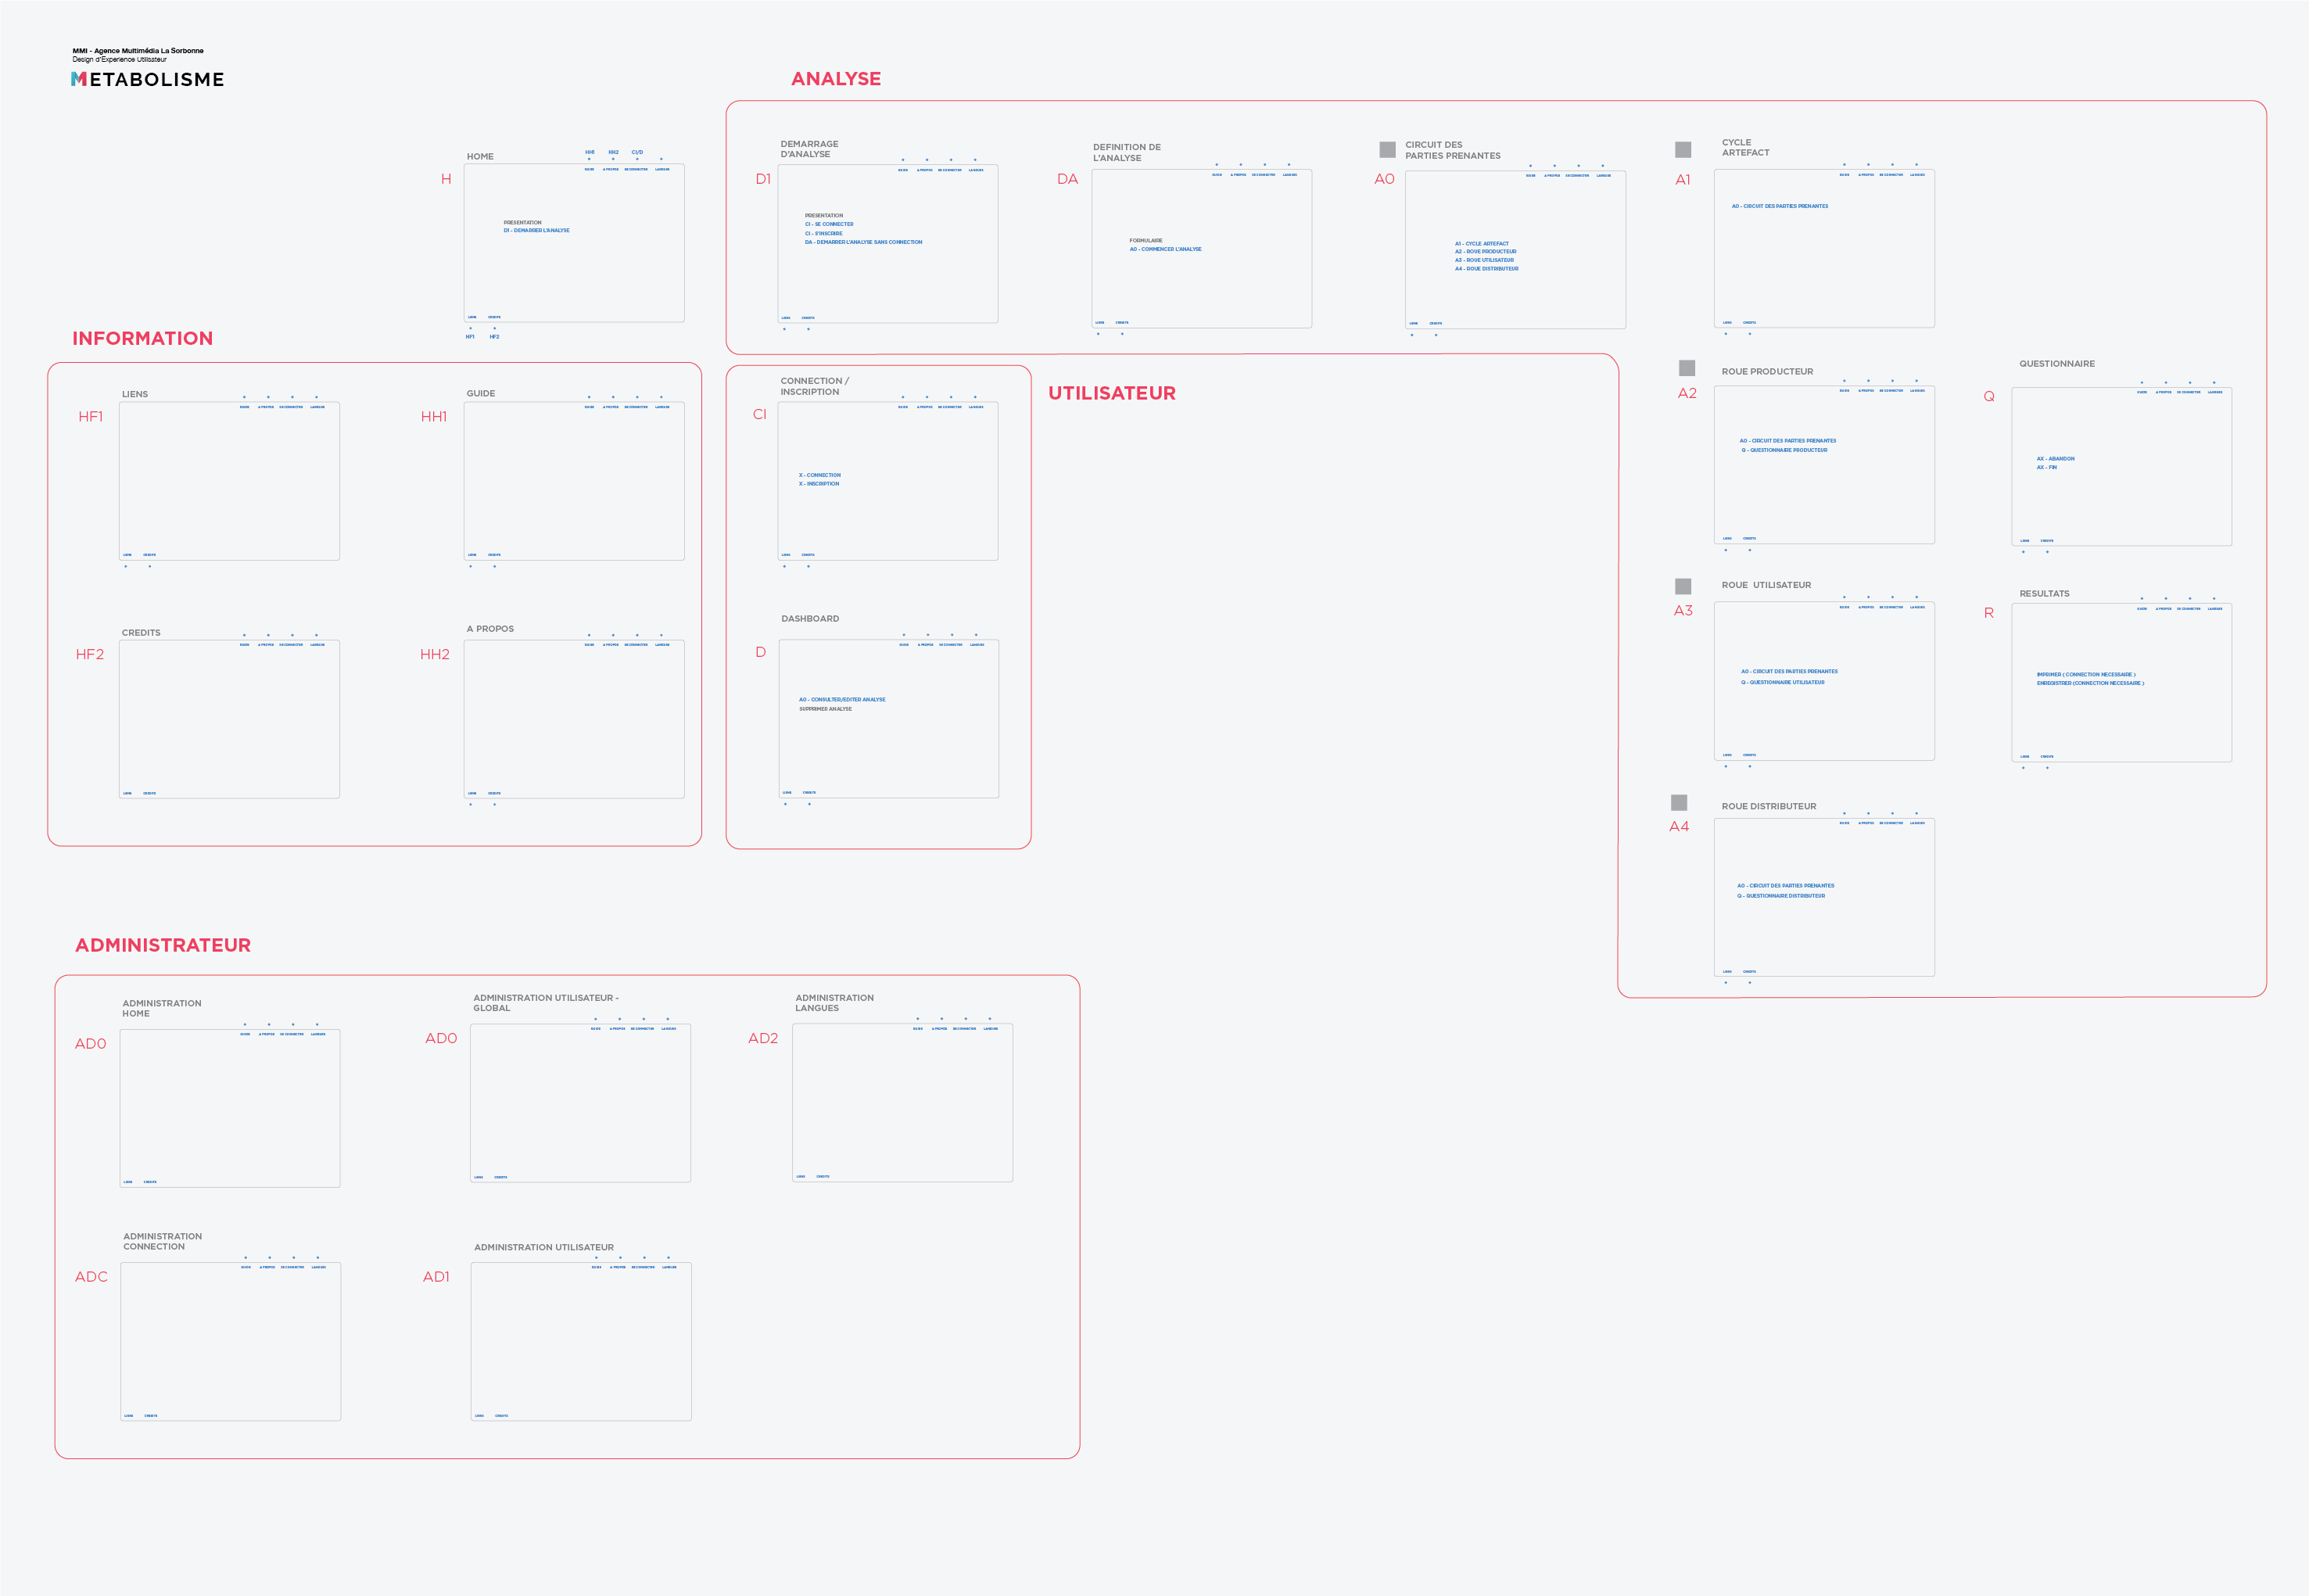 MMI - Agence Multimédia La Sorbonne
Design d'Experience Utilisateur
METABOLISME
ANALYSE
HOME
H
HH1 HH2 CI/D
GUIDE A PROPOS SE CONNECTER LANGUES
PRESENTATION
D1 - DEMARRER L'ANALYSE
LIENS CREDITS
HF1 HF2
DEMARRAGE
D'ANALYSE
D1
GUIDE A PROPOS SE CONNECTER LANGUES
PRESENTATION
CI - SE CONNECTER
CI - S'INSCRIRE
DA - DEMARRER L'ANALYSE SANS CONNECTION
LIENS CREDITS
DEFINITION DE
L'ANALYSE
DA
GUIDE A PROPOS SE CONNECTER LANGUES
FORMULAIRE
A0 - COMMENCER L'ANALYSE
LIENS CREDITS
CIRCUIT DES
PARTIES PRENANTES
A0
GUIDE A PROPOS SE CONNECTER LANGUES
A1 - CYCLE ARTEFACT
A2 - ROUE PRODUCTEUR
A3 - ROUE UTILISATEUR
A4 - ROUE DISTRIBUTEUR
LIENS CREDITS
CYCLE
ARTEFACT
A1
GUIDE A PROPOS SE CONNECTER LANGUES
A0 - CIRCUIT DES PARTIES PRENANTES
LIENS CREDITS
INFORMATION
LIENS
HF1
GUIDE A PROPOS SE CONNECTER LANGUES
LIENS CREDITS
GUIDE
HH1
GUIDE A PROPOS SE CONNECTER LANGUES
LIENS CREDITS
CREDITS
HF2
GUIDE A PROPOS SE CONNECTER LANGUES
LIENS CREDITS
A PROPOS
HH2
GUIDE A PROPOS SE CONNECTER LANGUES
LIENS CREDITS
UTILISATEUR
CONNECTION /
INSCRIPTION
CI
GUIDE A PROPOS SE CONNECTER LANGUES
X - CONNECTION
X - INSCRIPTION
LIENS CREDITS
DASHBOARD
D
GUIDE A PROPOS SE CONNECTER LANGUES
A0 - CONSULTER/EDITER ANALYSE
SUPPRIMER ANALYSE
LIENS CREDITS
ROUE PRODUCTEUR
A2
GUIDE A PROPOS SE CONNECTER LANGUES
A0 - CIRCUIT DES PARTIES PRENANTES
Q - QUESTIONNAIRE PRODUCTEUR
LIENS CREDITS
QUESTIONNAIRE
Q
GUIDE A PROPOS SE CONNECTER LANGUES
AX - ABANDON
AX - FIN
LIENS CREDITS
ROUE UTILISATEUR
A3
GUIDE A PROPOS SE CONNECTER LANGUES
A0 - CIRCUIT DES PARTIES PRENANTES
Q - QUESTIONNAIRE UTILISATEUR
LIENS CREDITS
RESULTATS
R
GUIDE A PROPOS SE CONNECTER LANGUES
IMPRIMER ( CONNECTION NECESSAIRE )
ENREGISTRER (CONNECTION NECESSAIRE )
LIENS CREDITS
ROUE DISTRIBUTEUR
A4
GUIDE A PROPOS SE CONNECTER LANGUES
A0 - CIRCUIT DES PARTIES PRENANTES
Q - QUESTIONNAIRE DISTRIBUTEUR
LIENS CREDITS
ADMINISTRATEUR
ADMINISTRATION
HOME
AD0
GUIDE A PROPOS SE CONNECTER LANGUES
LIENS CREDITS
ADMINISTRATION UTILISATEUR -
GLOBAL
AD0
GUIDE A PROPOS SE CONNECTER LANGUES
LIENS CREDITS
ADMINISTRATION
LANGUES
AD2
GUIDE A PROPOS SE CONNECTER LANGUES
LIENS CREDITS
ADMINISTRATION
CONNECTION
ADC
GUIDE A PROPOS SE CONNECTER LANGUES
LIENS CREDITS
ADMINISTRATION UTILISATEUR
AD1
GUIDE A PROPOS SE CONNECTER LANGUES
LIENS CREDITS